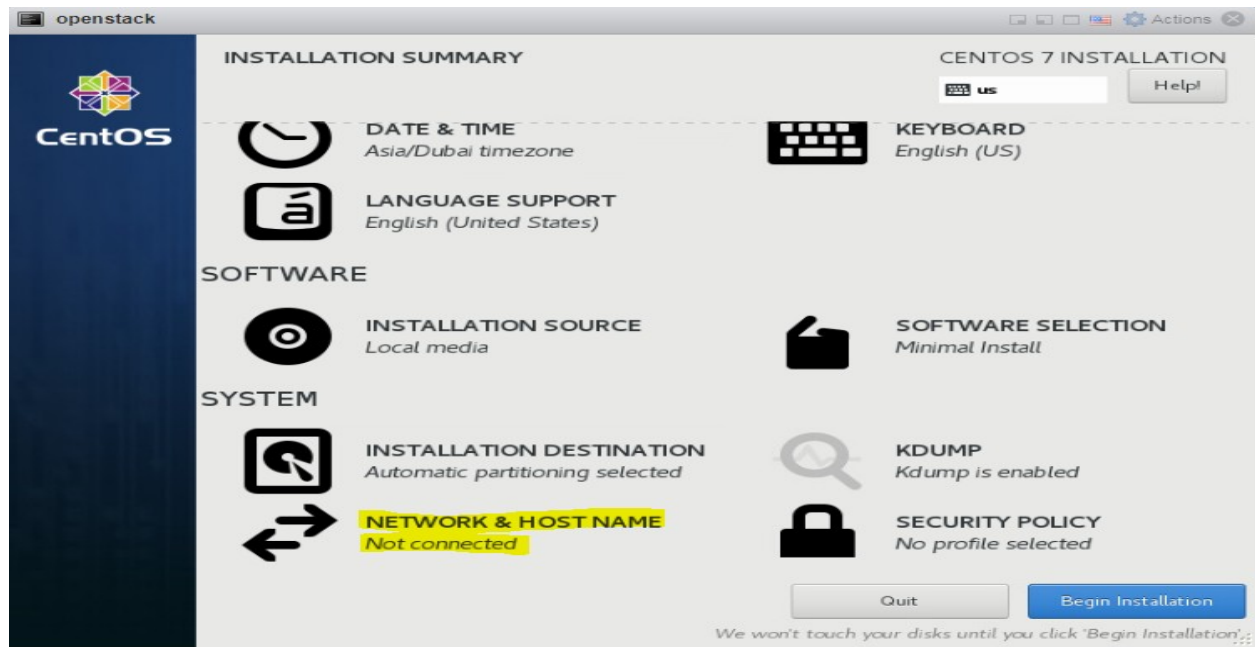 openstack
Actions
INSTALLATION SUMMARY
CENTOS 7 INSTALLATION
us
Help!
CentOS
DATE & TIME
Asia/Dubai timezone
KEYBOARD
English (US)
LANGUAGE SUPPORT
English (United States)
SOFTWARE
INSTALLATION SOURCE
Local media
SOFTWARE SELECTION
Minimal Install
SYSTEM
INSTALLATION DESTINATION
Automatic partitioning selected
KDUMP
Kdump is enabled
NETWORK & HOST NAME
Not connected
SECURITY POLICY
No profile selected
Quit
Begin Installation
We won't touch your disks until you click 'Begin Installation'.